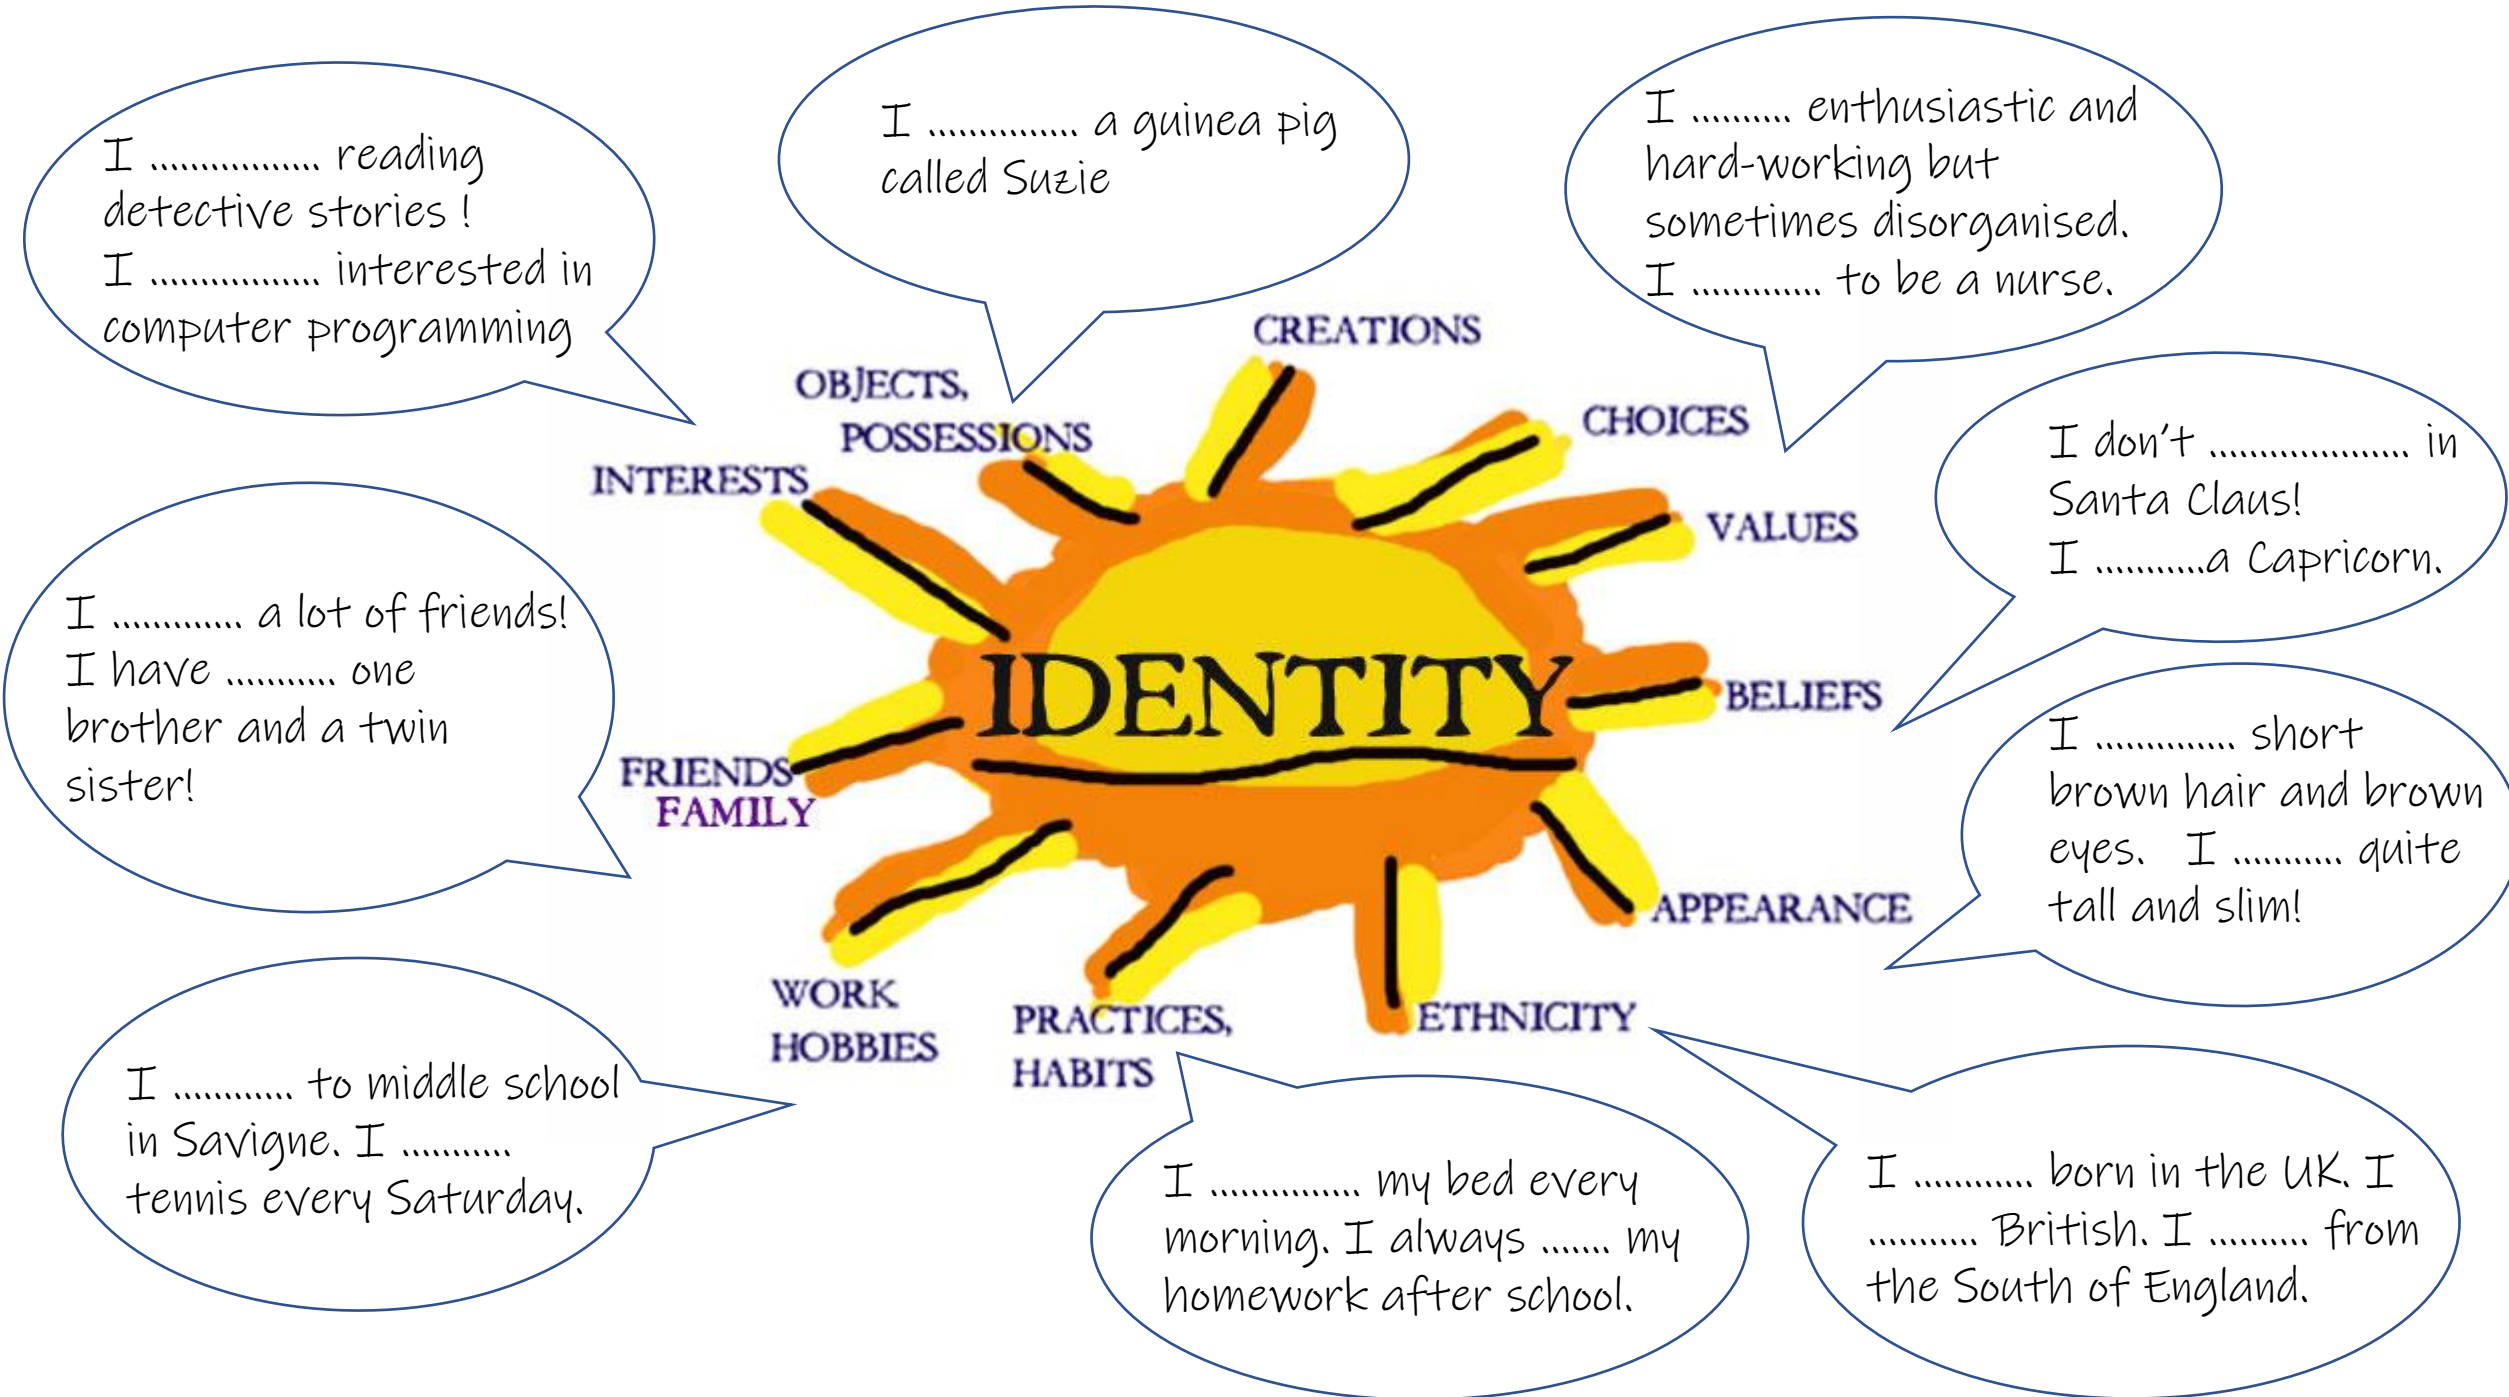 I ................. reading
detective stories !
I ................. interested in
computer programming
I ............... a guinea pig
called Suzie
I .......... enthusiastic and
hard-working but
sometimes disorganised.
I ............. to be a nurse.
CREATIONS
OBJECTS,
POSSESSIONS
CHOICES
INTERESTS
VALUES
I don't .................... in
Santa Claus!
I ...........a Capricorn.
I ............. a lot of friends!
I have ........... one
brother and a twin
sister!
IDENTITY
BELIEFS
FRIENDS
FAMILY
I .............. short
brown hair and brown
eyes. I ........... quite
tall and slim!
APPEARANCE
WORK
HOBBIES
PRACTICES,
HABITS
ETHNICITY
I ............ to middle school
in Savigne. I ...........
tennis every Saturday.
I ............... my bed every
morning. I always ....... my
homework after school.
I ............ born in the UK. I
........... British. I .......... from
the South of England.